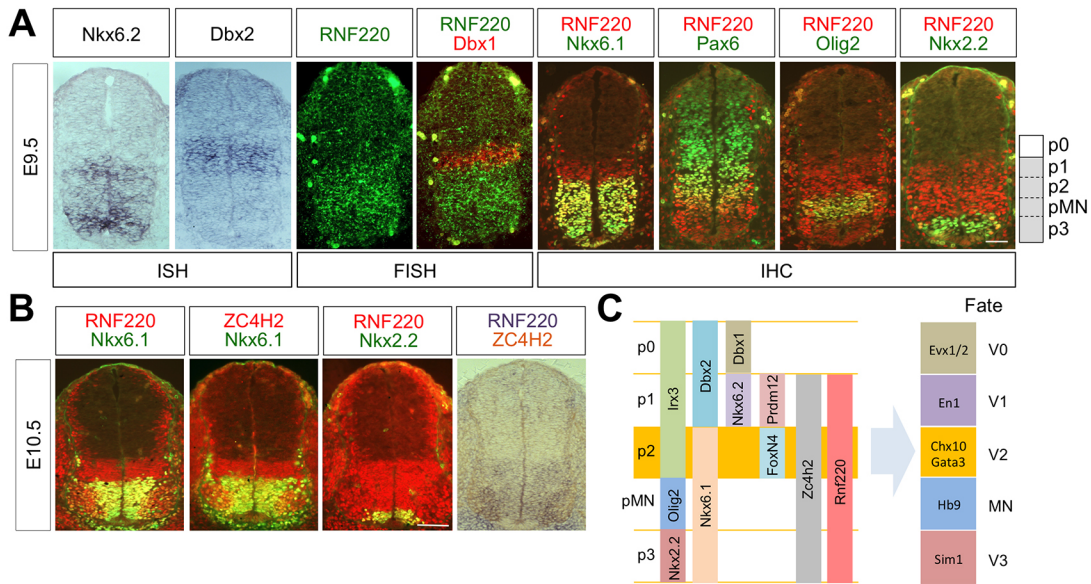 A
Nkx6.2
Dbx2
RNF220
RNF220
Dbx1
RNF220
Nkx6.1
RNF220
Pax6
RNF220
Olig2
RNF220
Nkx2.2
E9.5
p0
p1
p2
pMN
p3
ISH
FISH
IHC
B
RNF220
Nkx6.1
ZC4H2
Nkx6.1
RNF220
Nkx2.2
RNF220
ZC4H2
E10.5
C
Fate
p0
p1
p2
pMN
p3
Irx3
Olig2
Nkx2.2
Dbx2
Nkx6.1
Dbx1
Nkx6.2
Prdm12
FoxN4
Zc4h2
Rnf220
Evx1/2
V0
En1
V1
Chx10
Gata3
V2
Hb9
MN
Sim1
V3